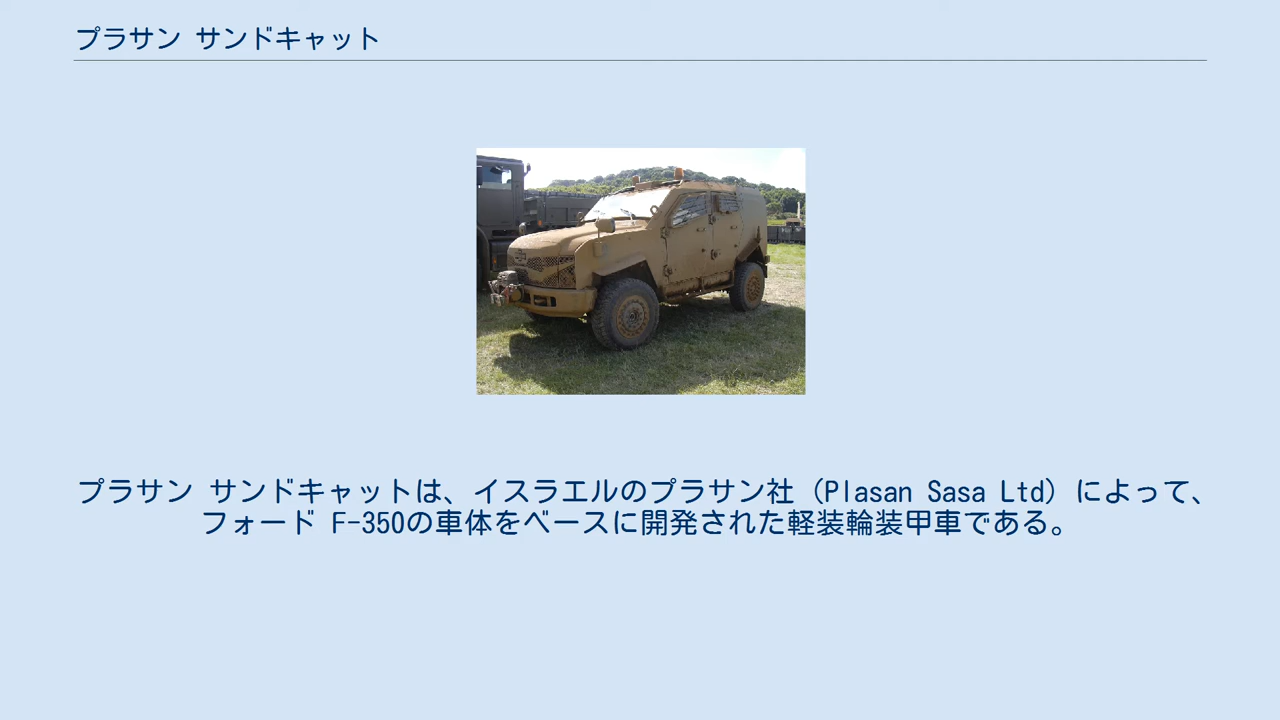 プラサン サンドキャット
プラサン サンドキャットは、イスラエルのプラサン社（Plasan Sasa Ltd）によって、
フォード F-350の車体をベースに開発された軽装輪装甲車である。